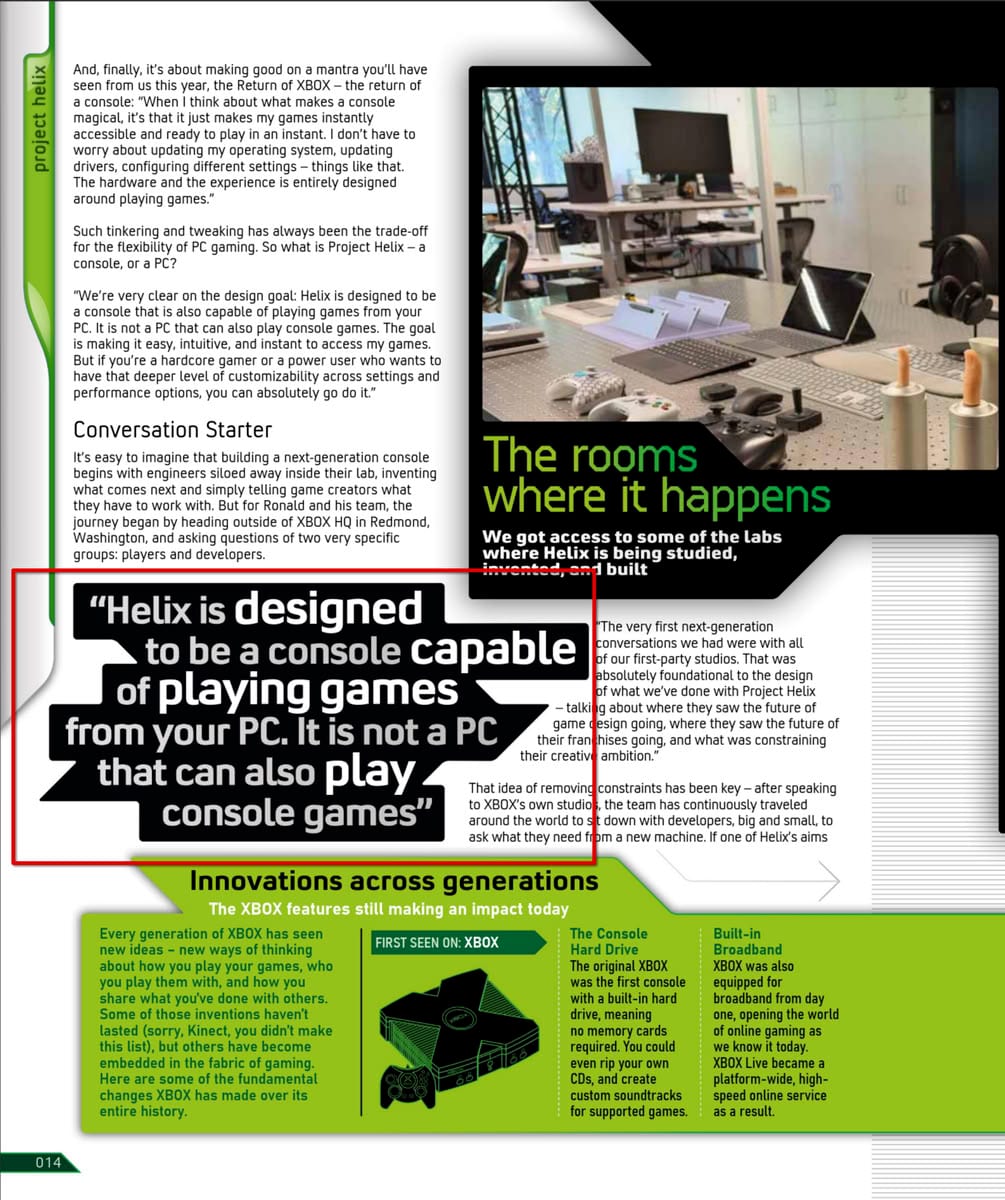 project helix
And, finally, it's about making good on a mantra you'll have
seen from us this year, the Return of XBOX – the return of
a console: “When I think about what makes a console
magical, it's that it just makes my games instantly
accessible and ready to play in an instant. I don't have to
worry about updating my operating system, updating
drivers, configuring different settings – things like that.
The hardware and the experience is entirely designed
around playing games.”
Such tinkering and tweaking has always been the trade-off
for the flexibility of PC gaming. So what is Project Helix – a
console, or a PC?
“We're very clear on the design goal: Helix is designed to be
a console that is also capable of playing games from your
PC. It is not a PC that can also play console games. The goal
is making it easy, intuitive, and instant to access my games.
But if you're a hardcore gamer or a power user who wants to
have that deeper level of customizability across settings and
performance options, you can absolutely go do it.”
Conversation Starter
It's easy to imagine that building a next-generation console
begins with engineers siloed away inside their lab, inventing
what comes next and simply telling game creators what
they have to work with. But for Ronald and his team, the
journey began by heading outside of XBOX HQ in Redmond,
Washington, and asking questions of two very specific
groups: players and developers.
“Helix is designed
to be a console capable
of playing games
from your PC. It is not a PC
that can also play
console games”
The rooms
where it happens
We got access to some of the labs
where Helix is being studied,
invented, and built
“The very first next-generation
conversations we had were with all
of our first-party studios. That was
absolutely foundational to the design
of what we've done with Project Helix
– talking about where they saw the future of
game design going, where they saw the future of
their franchises going, and what was constraining
their creative ambition.”
That idea of removing constraints has been key – after speaking
to XBOX's own studios, the team has continuously traveled
around the world to sit down with developers, big and small, to
ask what they need from a new machine. If one of Helix's aims
Innovations across generations
The XBOX features still making an impact today
Every generation of XBOX has seen
new ideas – new ways of thinking
about how you play your games, who
you play them with, and how you
share what you've done with others.
Some of those inventions haven't
lasted (sorry, Kinect, you didn't make
this list), but others have become
embedded in the fabric of gaming.
Here are some of the fundamental
changes XBOX has made over its
entire history.
FIRST SEEN ON: XBOX
The Console
Hard Drive
The original XBOX
was the first console
with a built-in hard
drive, meaning
no memory cards
required. You could
even rip your own
CDs, and create
custom soundtracks
for supported games.
Built-in
Broadband
XBOX was also
equipped for
broadband from day
one, opening the world
of online gaming as
we know it today.
XBOX Live became a
platform-wide, high-
speed online service
as a result.
014